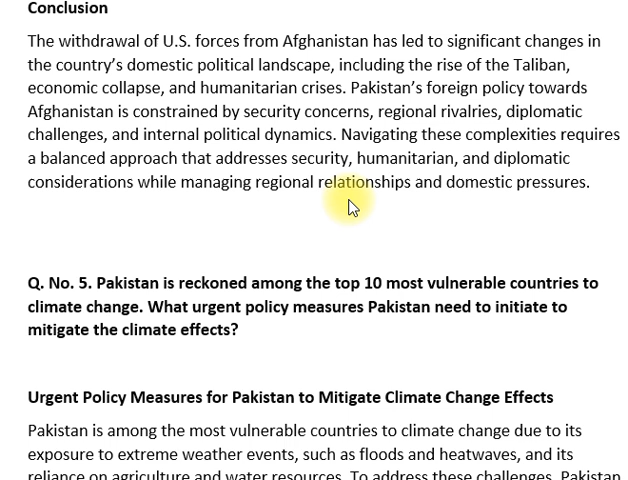 Conclusion
The withdrawal of U.S. forces from Afghanistan has led to significant changes in
the country’s domestic political landscape, including the rise of the Taliban,
economic collapse, and humanitarian crises. Pakistan’s foreign policy towards
Afghanistan is constrained by security concerns, regional rivalries, diplomatic
challenges, and internal political dynamics. Navigating these complexities requires
a balanced approach that addresses security, humanitarian, and diplomatic
considerations while managing regional relationships and domestic pressures.
Q. No. 5. Pakistan is reckoned among the top 10 most vulnerable countries to
climate change. What urgent policy measures Pakistan need to initiate to
mitigate the climate effects?
Urgent Policy Measures for Pakistan to Mitigate Climate Change Effects
Pakistan is among the most vulnerable countries to climate change due to its
exposure to extreme weather events, such as floods and heatwaves, and its
reliance on agriculture and water resources. To address these challenges, Pakistan